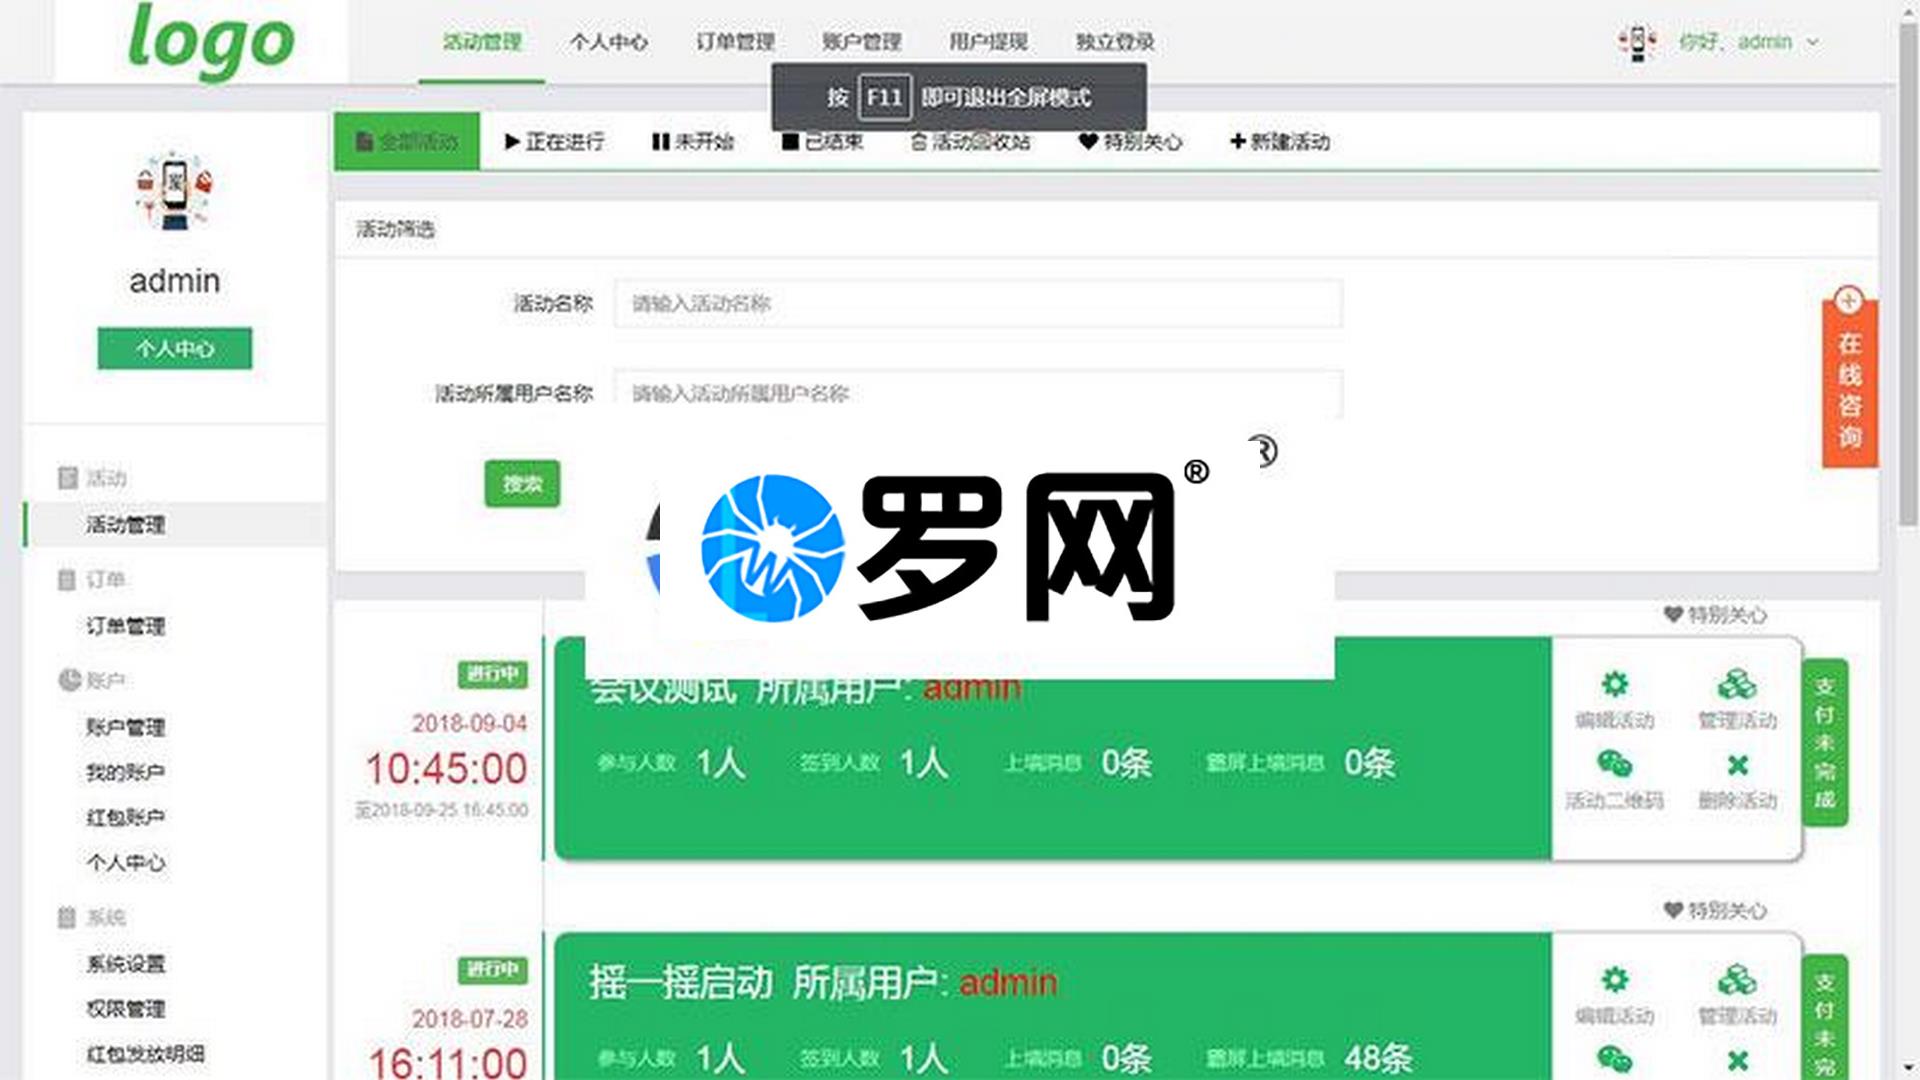 logo
活动管理 个人中心 订单管理 账户管理 用户提现 独立登录
你好，admin
按 F11 即可退出全屏模式
全部活动 正在进行 未开始 已结束 活动回收站 特别关心 新建活动
admin
个人中心
活动
活动管理
订单
订单管理
账户
账户管理
我的账户
红包账户
个人中心
系统
系统设置
权限管理
红包发放明细
活动筛选
活动名称 请输入活动名称
活动所属用户名称 请输入活动所属用户名称
搜索
在线咨询
罗网®
®
特别关心
进行中
2018-09-04
10:45:00
至2018-09-25 16:45:00
会议测试 所属用户: admin
参与人数 1人 签到人数 1人 上墙消息 0条 霸屏上墙消息 0条
编辑活动 管理活动
活动二维码 删除活动
支付未完成
特别关心
进行中
2018-07-28
16:11:00
摇一摇启动 所属用户: admin
参与人数 1人 签到人数 1人 上墙消息 0条 霸屏上墙消息 48条
编辑活动 管理活动
支付未完